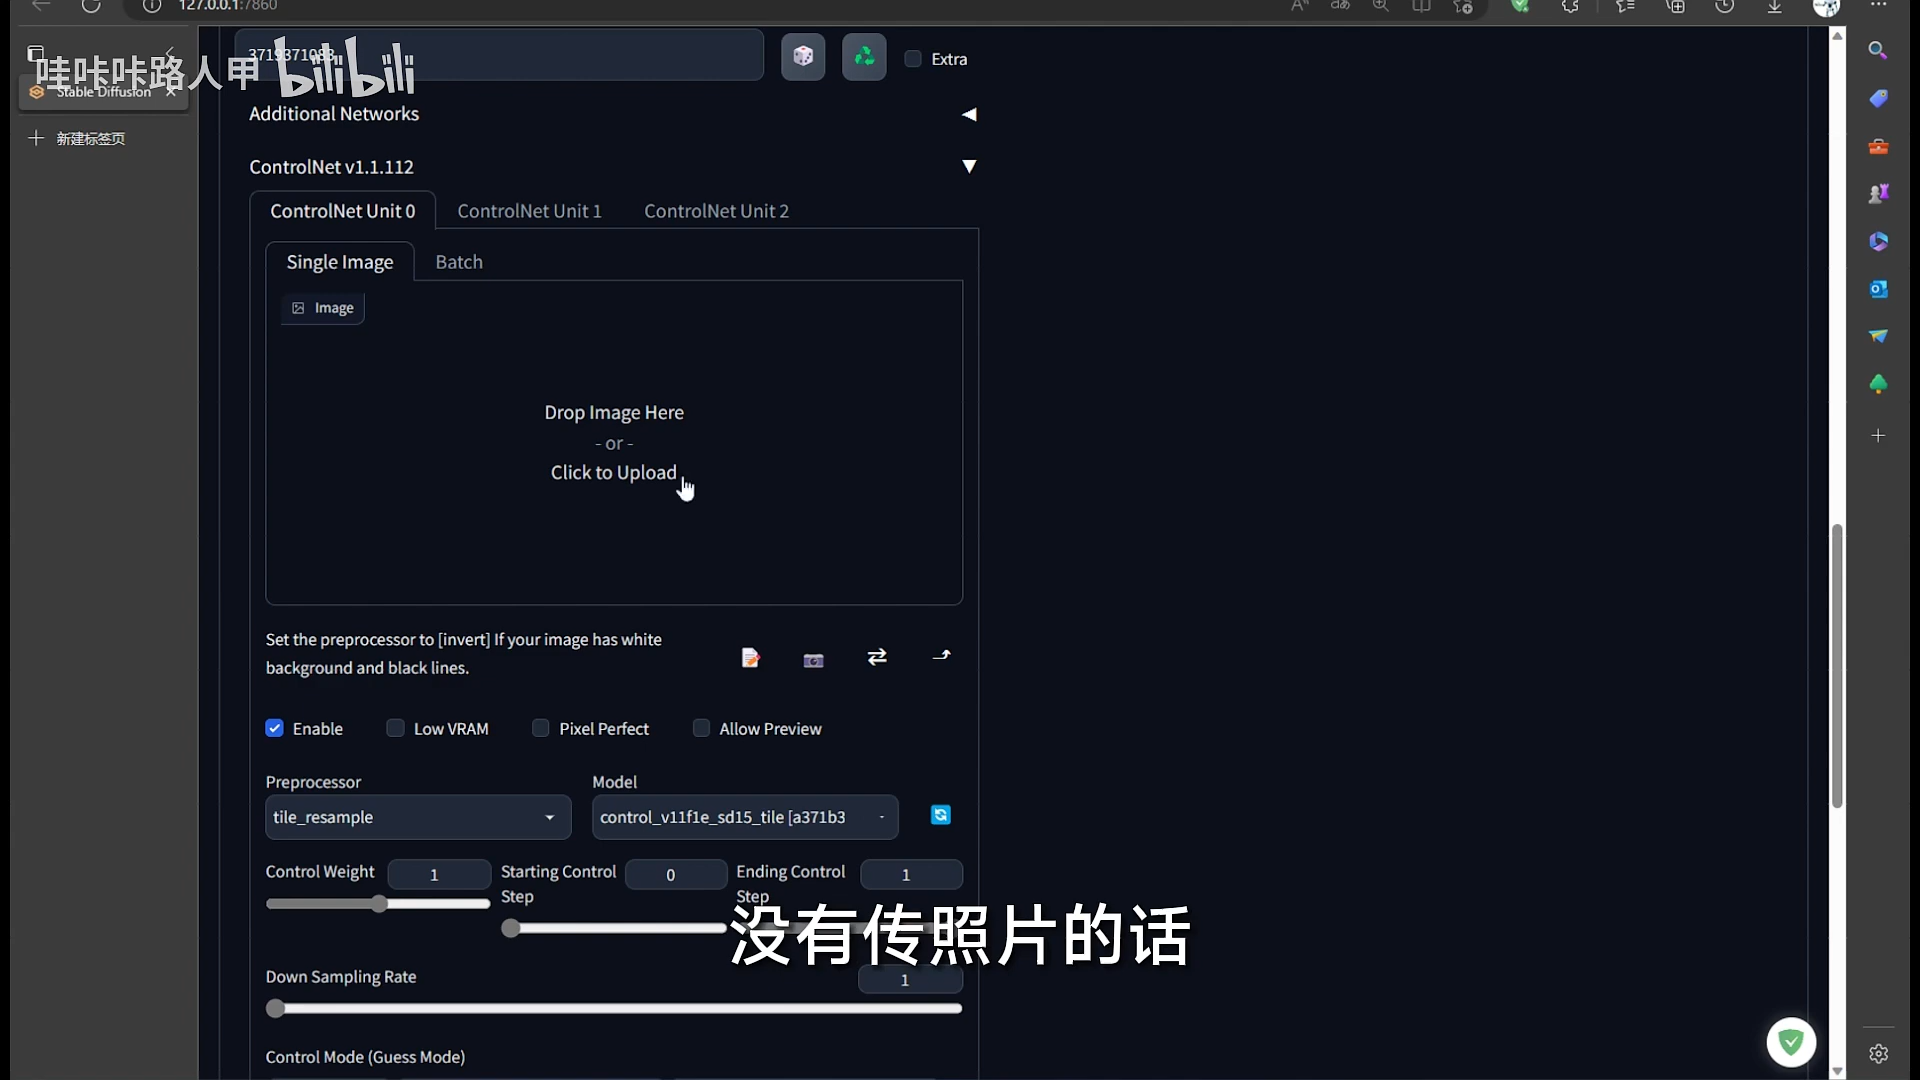 127.0.0.1:7860
3719371083
Extra
哇咔咔路人甲 bilibili
Stable Diffusion
新建标签页
Additional Networks
ControlNet v1.1.112
ControlNet Unit 0
ControlNet Unit 1
ControlNet Unit 2
Single Image
Batch
Image
Drop Image Here
- or -
Click to Upload
Set the preprocessor to [invert] If your image has white
background and black lines.
Enable
Low VRAM
Pixel Perfect
Allow Preview
Preprocessor
Model
tile_resample
control_v11f1e_sd15_tile [a371b3
Control Weight
1
Starting Control
Step
0
Ending Control
Step
1
没有传照片的话
Down Sampling Rate
1
Control Mode (Guess Mode)